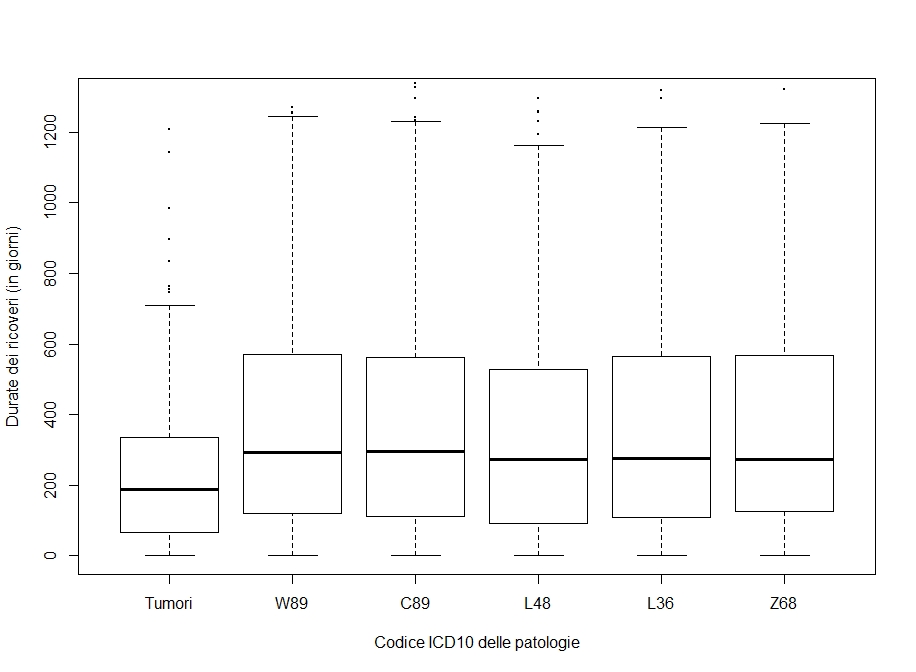 Durate dei ricoveri (in giorni)
1200
1000
800
600
400
200
0
Tumori W89 C89 L48 L36 Z68
Codice ICD10 delle patologie